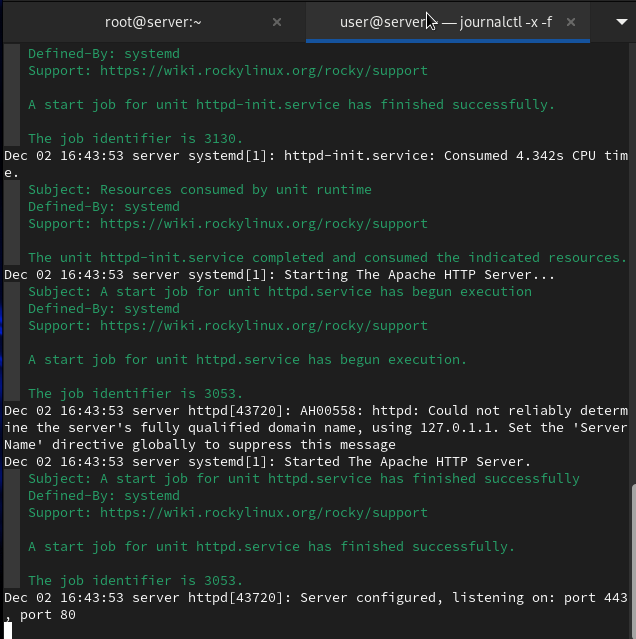 root@server:~ × user@server:~ — journalctl -x -f ×
Defined-By: systemd
Support: https://wiki.rockylinux.org/rocky/support
A start job for unit httpd-init.service has finished successfully.
The job identifier is 3130.
Dec 02 16:43:53 server systemd[1]: httpd-init.service: Consumed 4.342s CPU tim
e.
Subject: Resources consumed by unit runtime
Defined-By: systemd
Support: https://wiki.rockylinux.org/rocky/support
The unit httpd-init.service completed and consumed the indicated resources.
Dec 02 16:43:53 server systemd[1]: Starting The Apache HTTP Server...
Subject: A start job for unit httpd.service has begun execution
Defined-By: systemd
Support: https://wiki.rockylinux.org/rocky/support
A start job for unit httpd.service has begun execution.
The job identifier is 3053.
Dec 02 16:43:53 server httpd[43720]: AH00558: httpd: Could not reliably determ
ine the server's fully qualified domain name, using 127.0.1.1. Set the 'Server
Name' directive globally to suppress this message
Dec 02 16:43:53 server systemd[1]: Started The Apache HTTP Server.
Subject: A start job for unit httpd.service has finished successfully
Defined-By: systemd
Support: https://wiki.rockylinux.org/rocky/support
A start job for unit httpd.service has finished successfully.
The job identifier is 3053.
Dec 02 16:43:53 server httpd[43720]: Server configured, listening on: port 443
, port 80